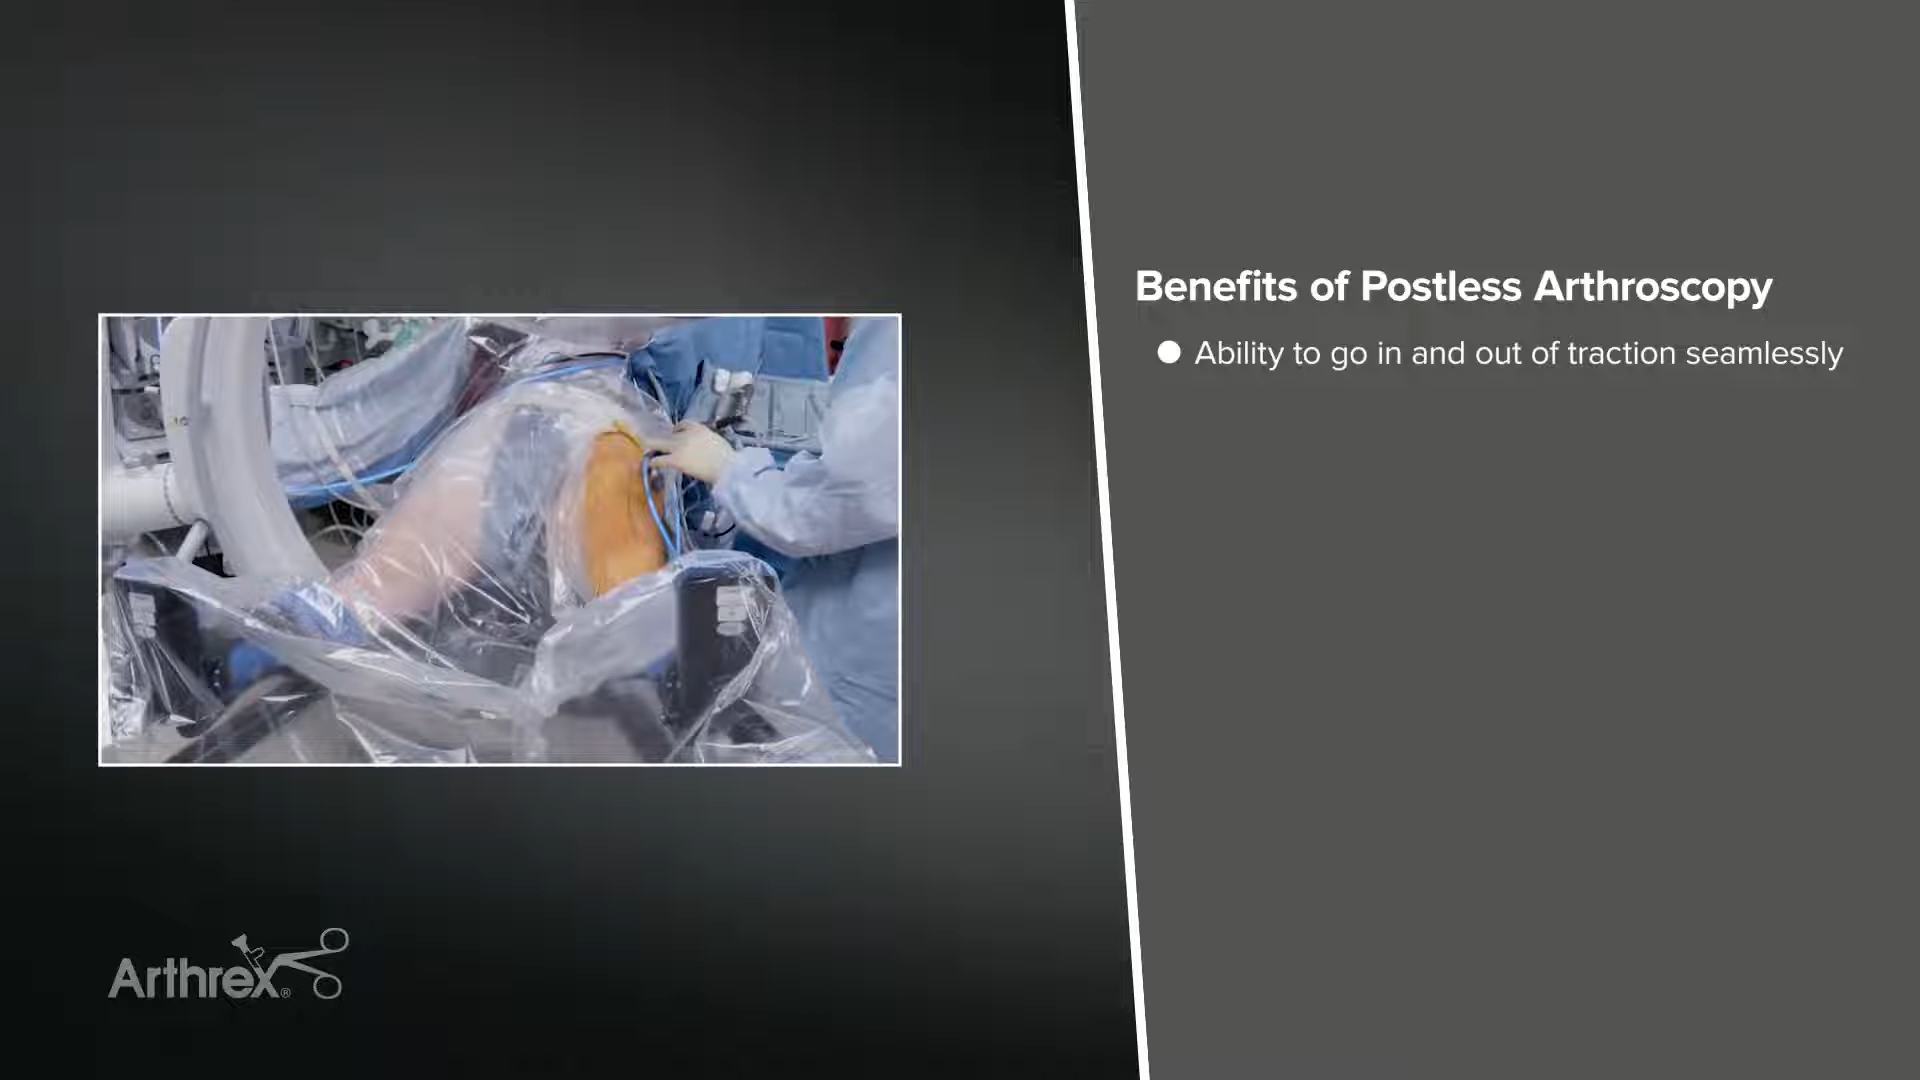 Benefits of Postless Arthroscopy
● Ability to go in and out of traction seamlessly
Arthrex®